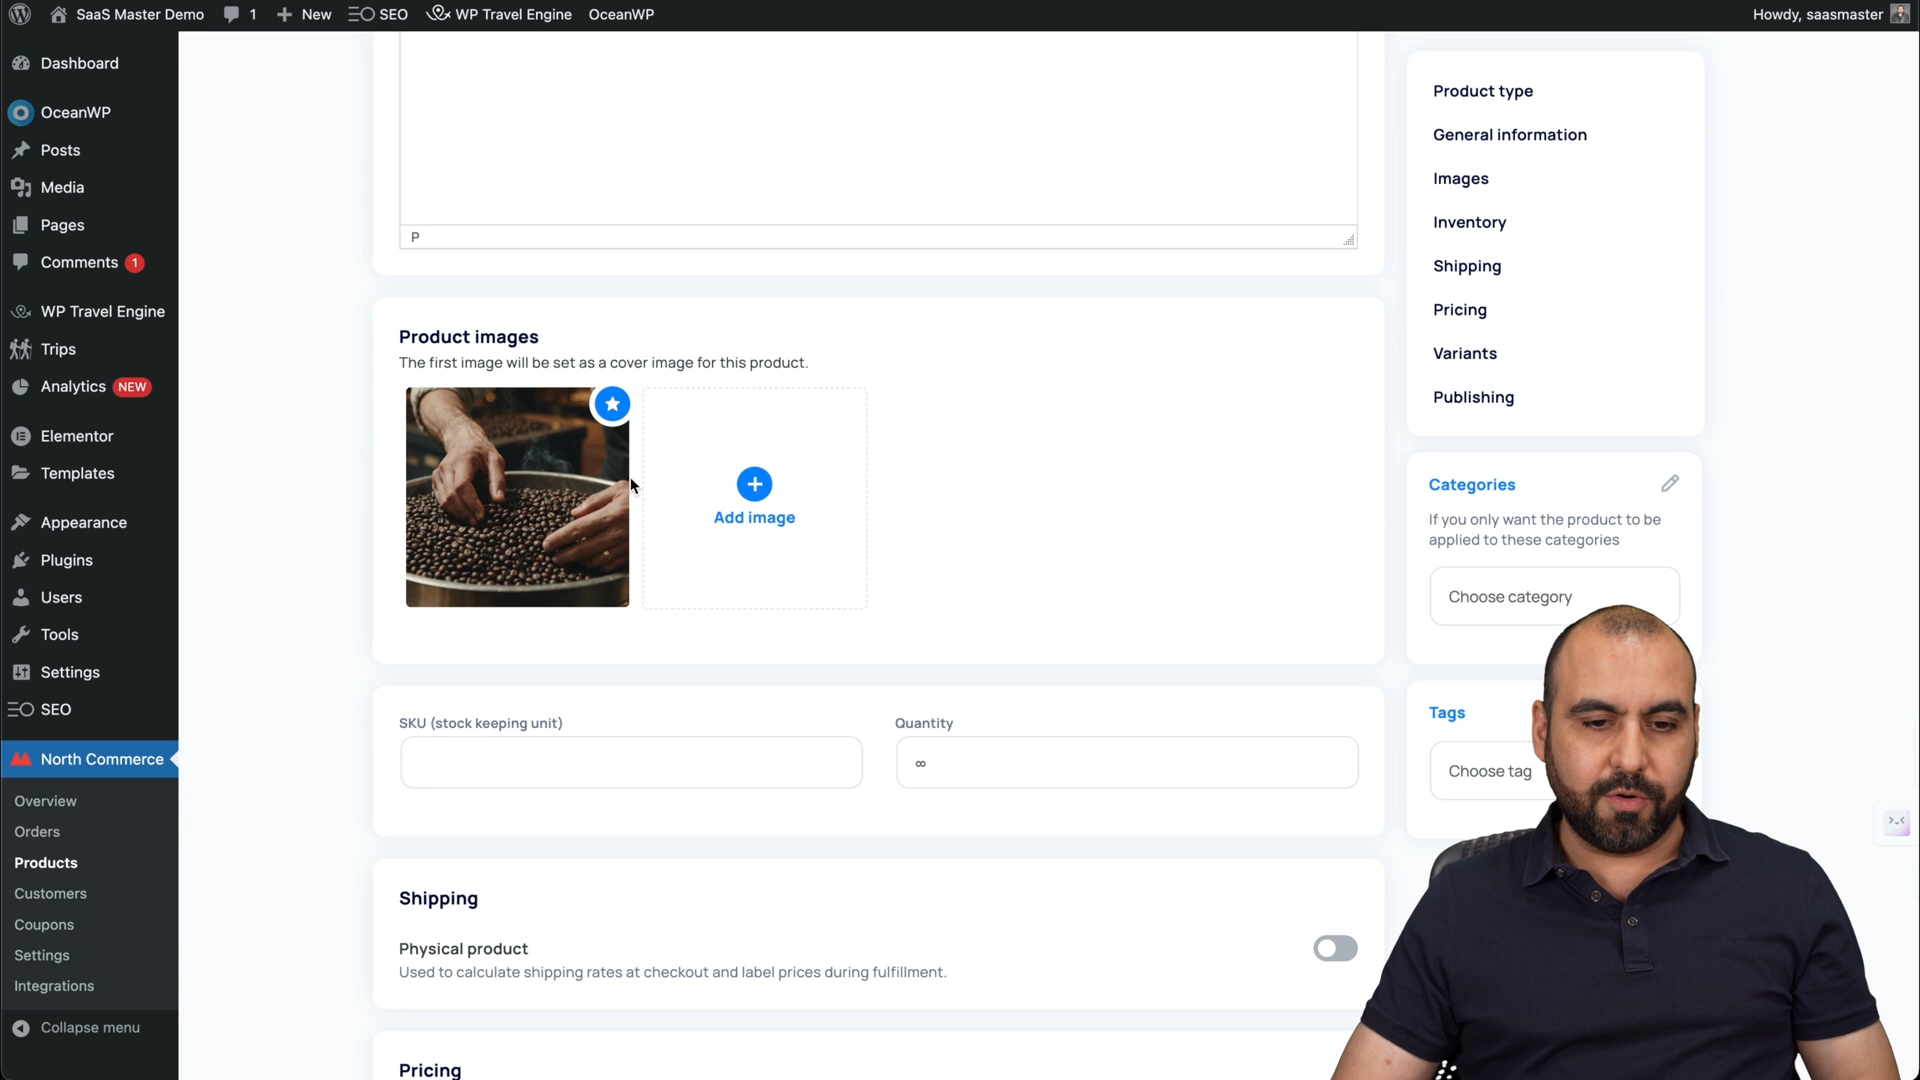 SaaS Master Demo
1
New
SEO
WP Travel Engine
OceanWP
Howdy, saasmaster
Dashboard
OceanWP
Posts
Media
Pages
Comments 1
WP Travel Engine
Trips
Analytics NEW
Elementor
Templates
Appearance
Plugins
Users
Tools
Settings
SEO
North Commerce
Overview
Orders
Products
Customers
Coupons
Settings
Integrations
Collapse menu
P
Product images
The first image will be set as a cover image for this product.
Add image
SKU (stock keeping unit)
Quantity
∞
Shipping
Physical product
Used to calculate shipping rates at checkout and label prices during fulfillment.
Pricing
Product type
General information
Images
Inventory
Shipping
Pricing
Variants
Publishing
Categories
If you only want the product to be
applied to these categories
Choose category
Tags
Choose tag